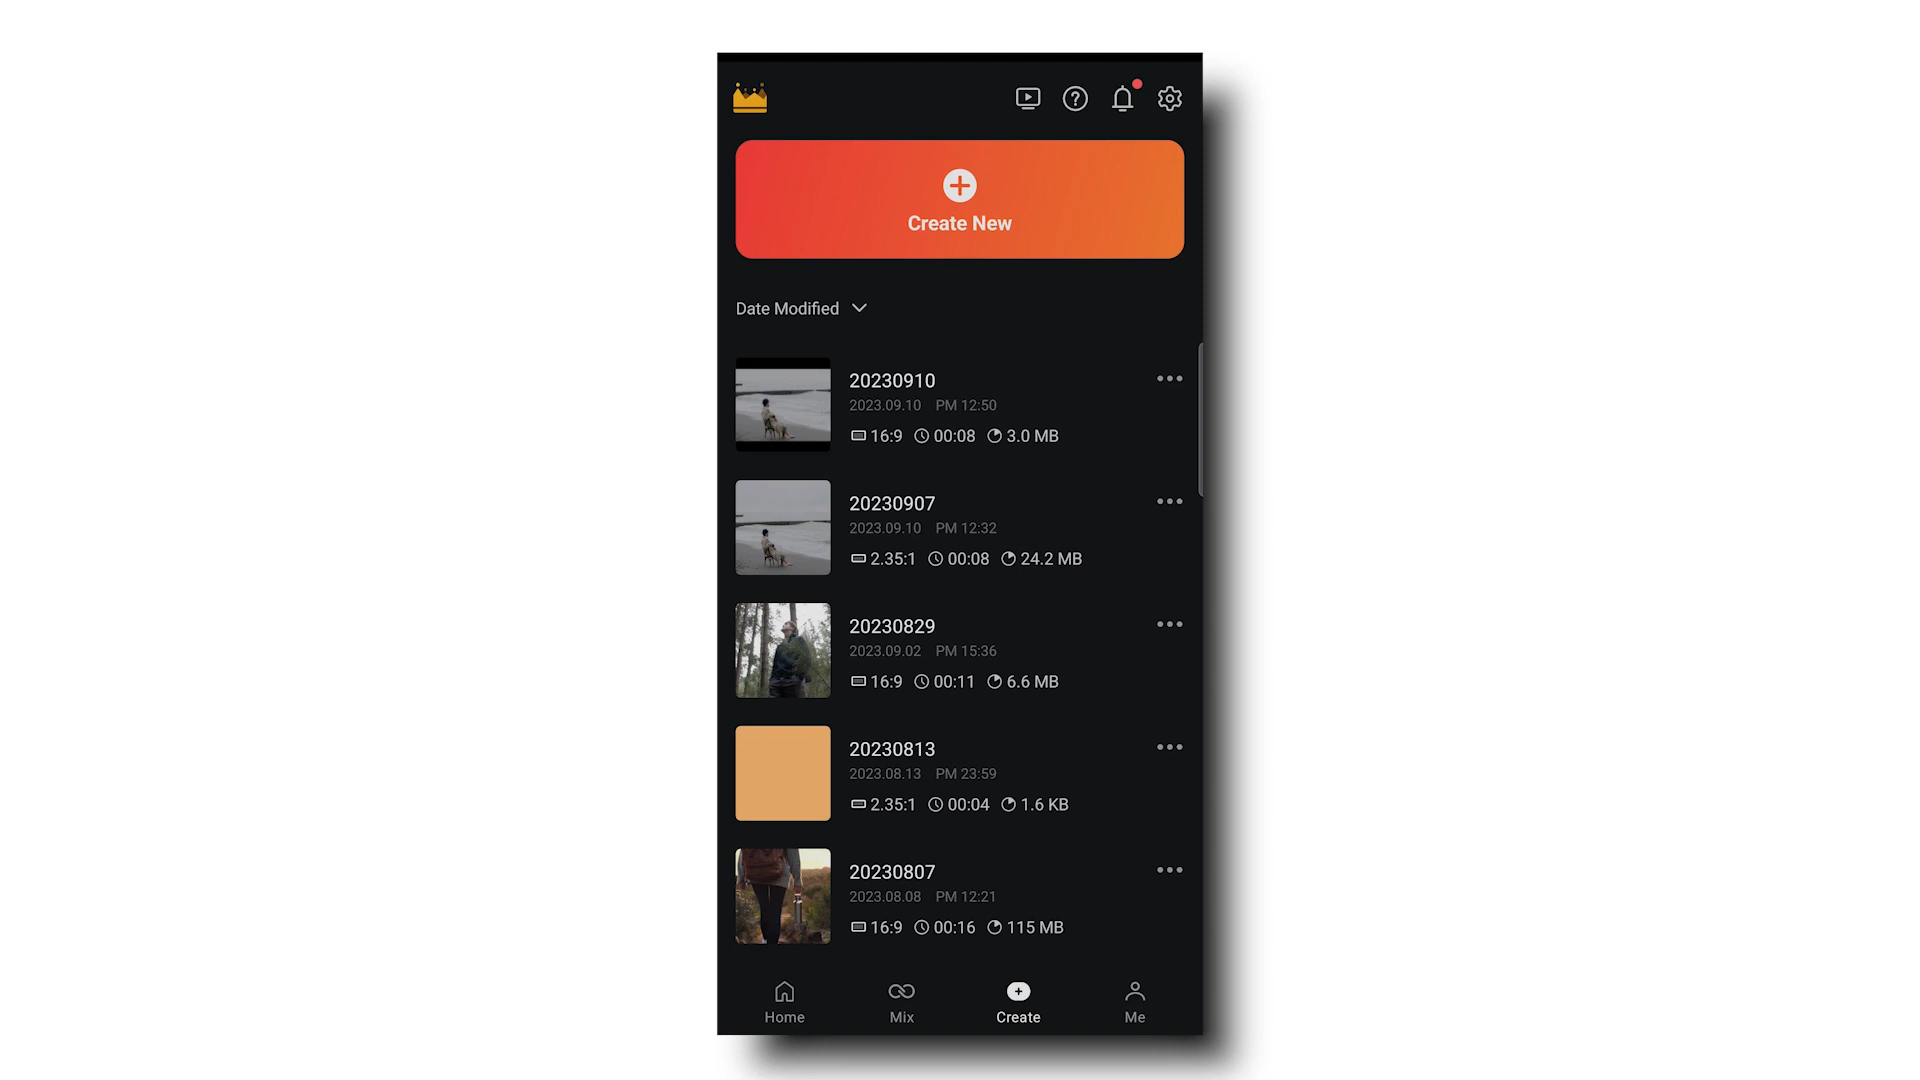 Create New
Date Modified
20230910
2023.09.10 PM 12:50
16:9 00:08 3.0 MB
20230907
2023.09.10 PM 12:32
2.35:1 00:08 24.2 MB
20230829
2023.09.02 PM 15:36
16:9 00:11 6.6 MB
20230813
2023.08.13 PM 23:59
2.35:1 00:04 1.6 KB
20230807
2023.08.08 PM 12:21
16:9 00:16 115 MB
Home Mix Create Me